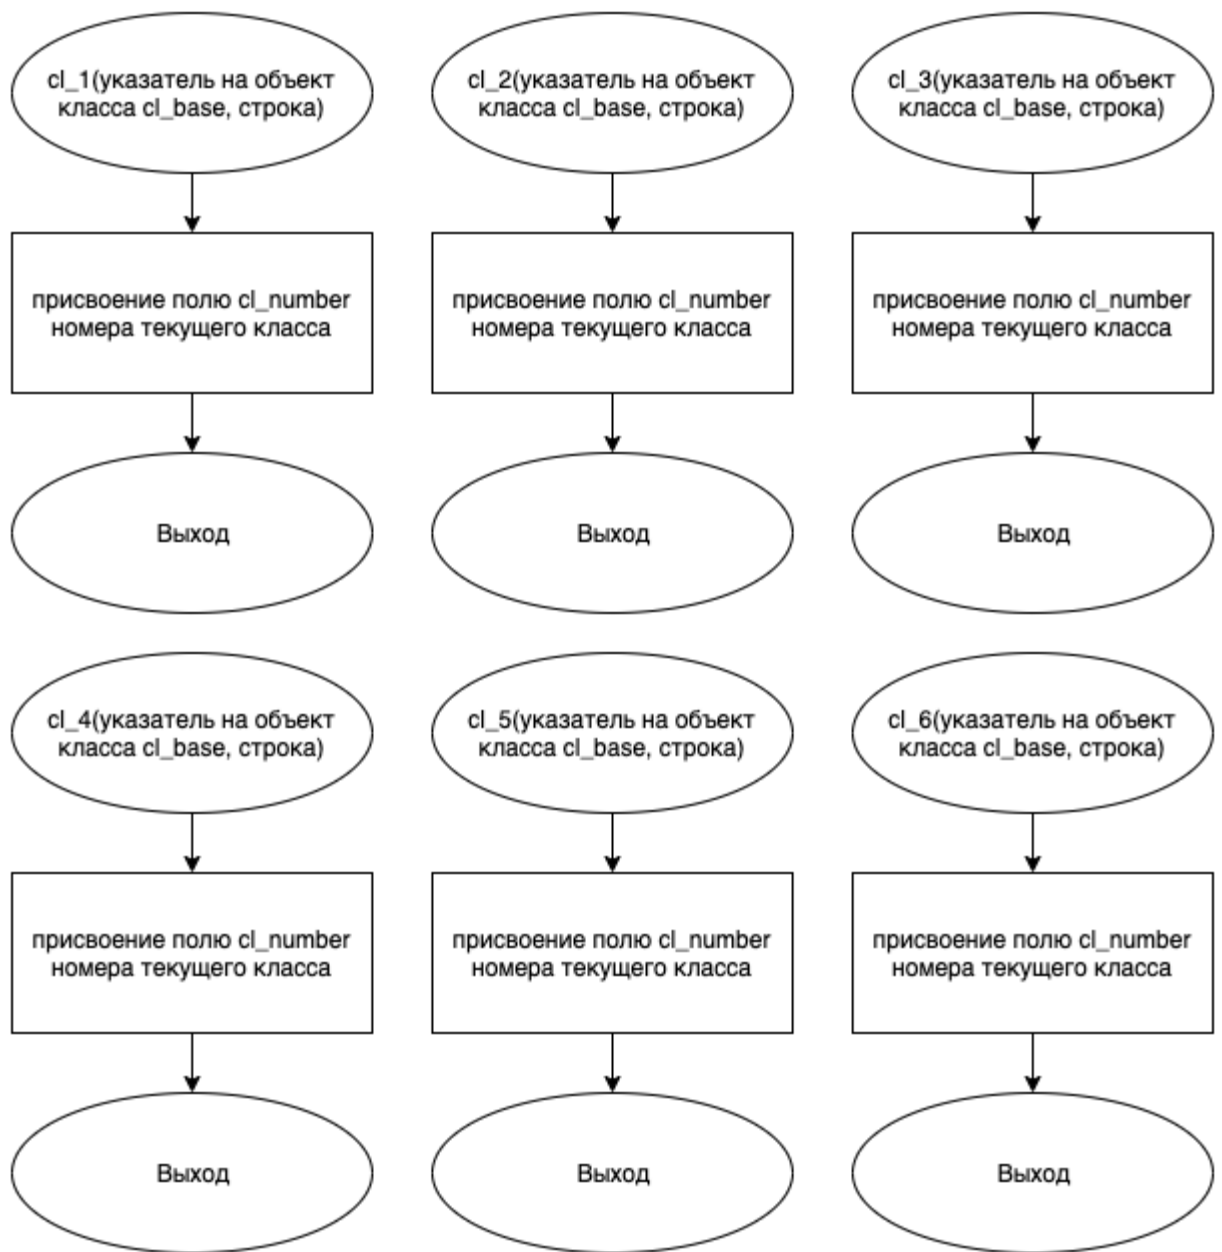 cl_1(указатель на объект
класса cl_base, строка)
cl_2(указатель на объект
класса cl_base, строка)
cl_3(указатель на объект
класса cl_base, строка)
присвоение полю cl_number
номера текущего класса
присвоение полю cl_number
номера текущего класса
присвоение полю cl_number
номера текущего класса
Выход
Выход
Выход
cl_4(указатель на объект
класса cl_base, строка)
cl_5(указатель на объект
класса cl_base, строка)
cl_6(указатель на объект
класса cl_base, строка)
присвоение полю cl_number
номера текущего класса
присвоение полю cl_number
номера текущего класса
присвоение полю cl_number
номера текущего класса
Выход
Выход
Выход